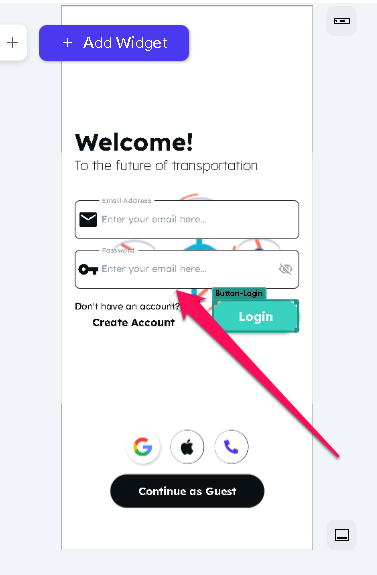 + Add Widget
Welcome!
To the future of transportation
Email Address
Enter your email here...
Password
Enter your email here...
Button-Login
Don't have an account?
Login
Create Account
Continue as Guest